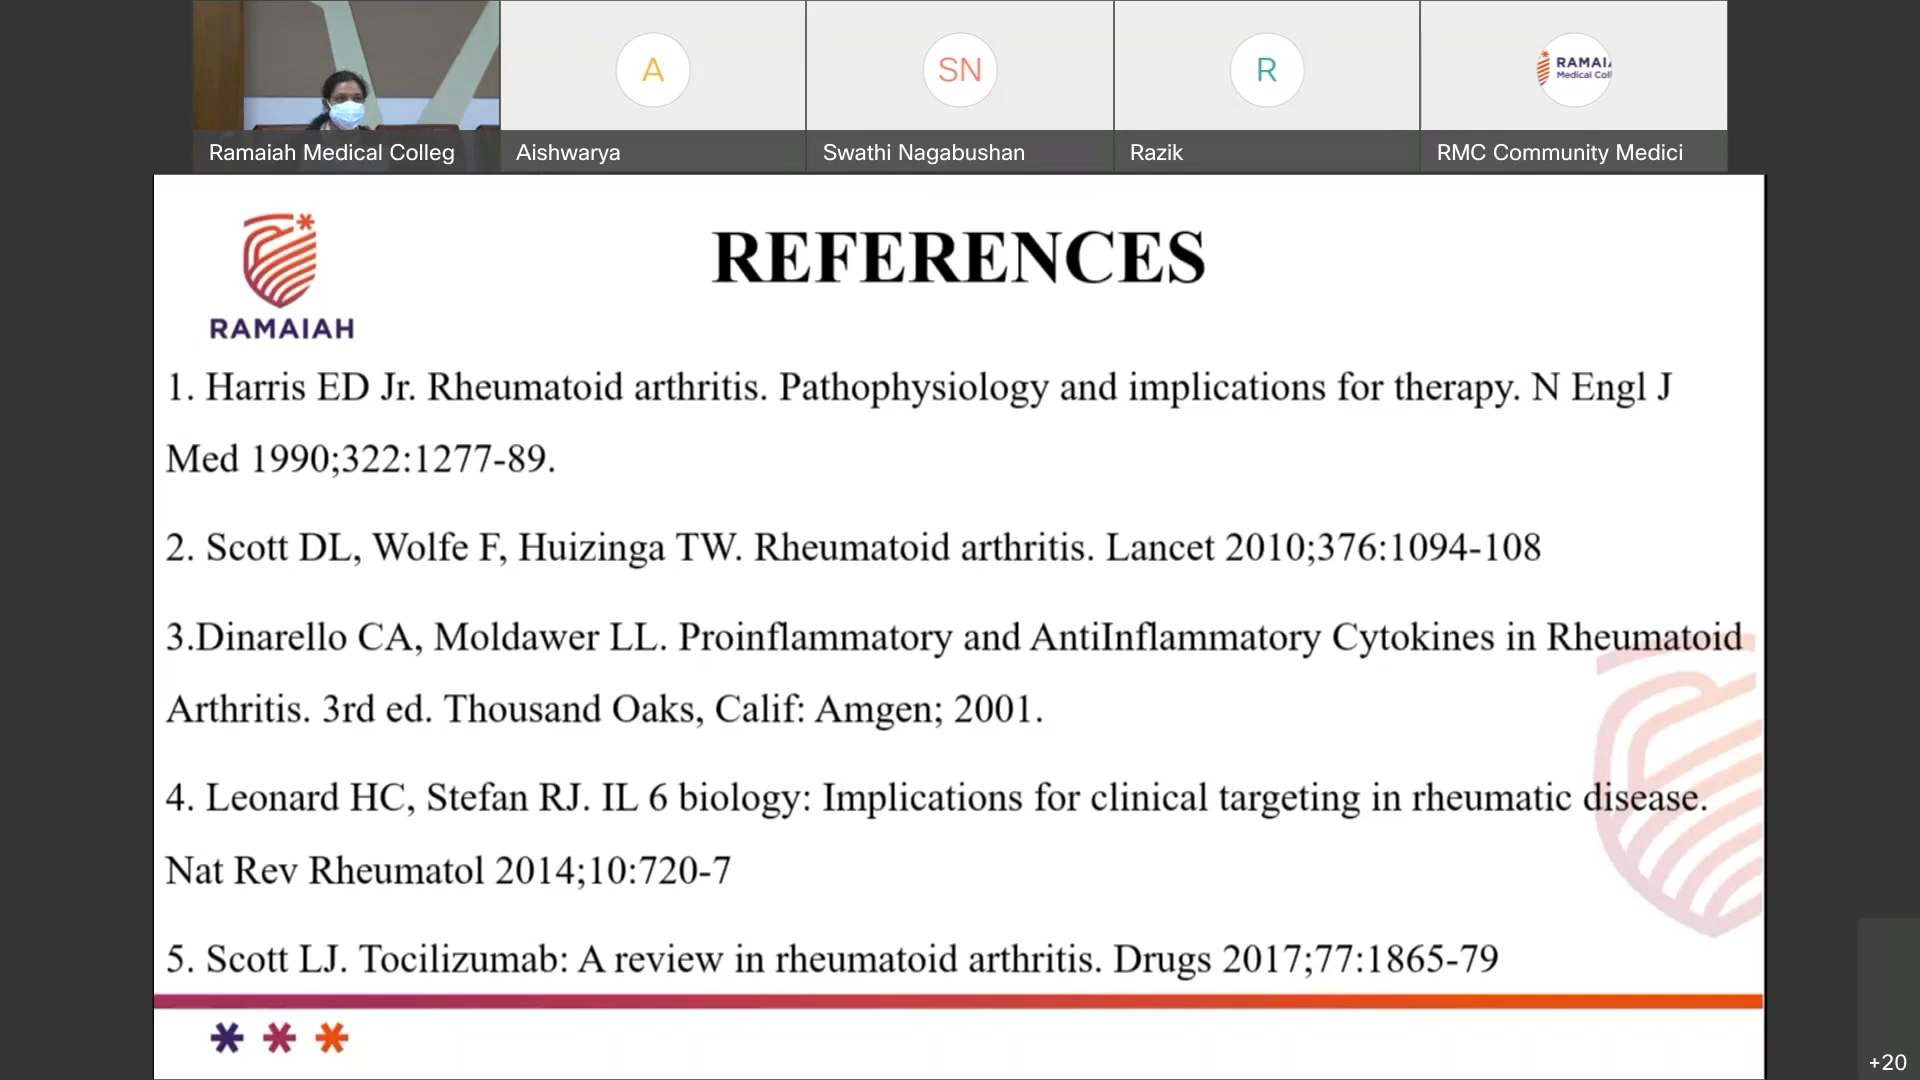 A
SN
R
RAMAI
Medical Col
Ramaiah Medical Colleg
Aishwarya
Swathi Nagabushan
Razik
RMC Community Medici
RAMAIAH
REFERENCES
1. Harris ED Jr. Rheumatoid arthritis. Pathophysiology and implications for therapy. N Engl J
Med 1990;322:1277-89.
2. Scott DL, Wolfe F, Huizinga TW. Rheumatoid arthritis. Lancet 2010;376:1094-108
3.Dinarello CA, Moldawer LL. Proinflammatory and AntiInflammatory Cytokines in Rheumatoid
Arthritis. 3rd ed. Thousand Oaks, Calif: Amgen; 2001.
4. Leonard HC, Stefan RJ. IL 6 biology: Implications for clinical targeting in rheumatic disease.
Nat Rev Rheumatol 2014;10:720-7
5. Scott LJ. Tocilizumab: A review in rheumatoid arthritis. Drugs 2017;77:1865-79
+20